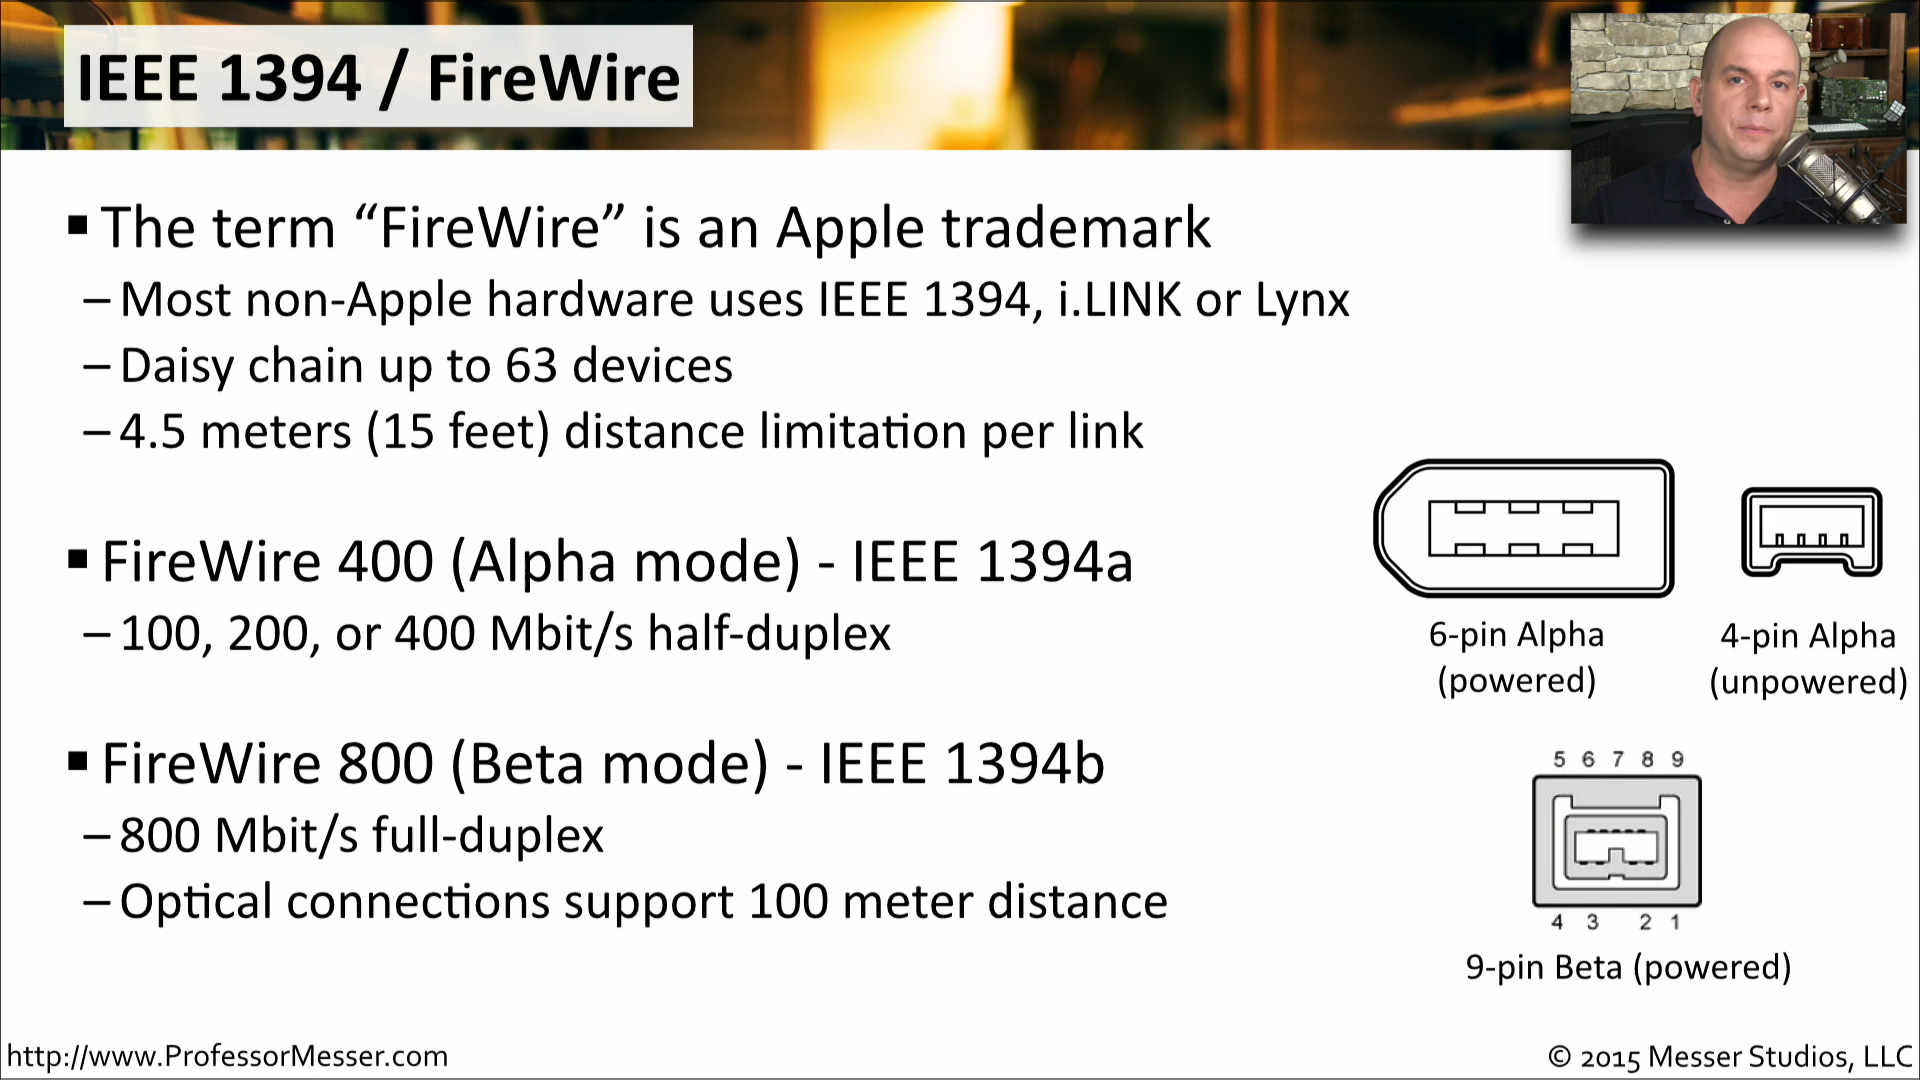 IEEE 1394 / FireWire
▪ The term “FireWire” is an Apple trademark
– Most non-Apple hardware uses IEEE 1394, i.LINK or Lynx
– Daisy chain up to 63 devices
– 4.5 meters (15 feet) distance limitation per link
▪ FireWire 400 (Alpha mode) - IEEE 1394a
– 100, 200, or 400 Mbit/s half-duplex
▪ FireWire 800 (Beta mode) - IEEE 1394b
– 800 Mbit/s full-duplex
– Optical connections support 100 meter distance
6-pin Alpha
(powered)
4-pin Alpha
(unpowered)
5 6 7 8 9
4 3 2 1
9-pin Beta (powered)
http://www.ProfessorMesser.com
© 2015 Messer Studios, LLC